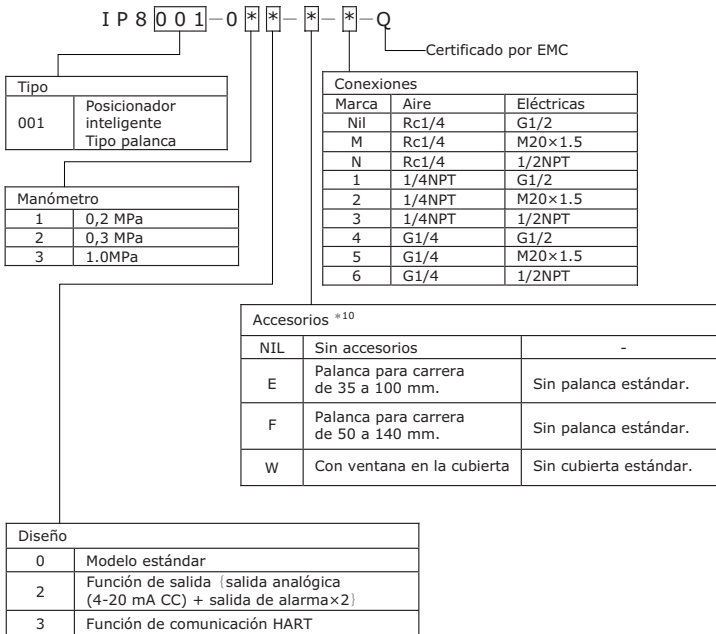 IP8001-0**-*-*-Q
Certificado por EMC
Tipo
001 Posicionador inteligente Tipo palanca
Conexiones
Marca Aire Eléctricas
Nil Rc1/4 G1/2
M Rc1/4 M20×1.5
N Rc1/4 1/2NPT
1 1/4NPT G1/2
2 1/4NPT M20×1.5
3 1/4NPT 1/2NPT
4 G1/4 G1/2
5 G1/4 M20×1.5
6 G1/4 1/2NPT
Manómetro
1 0,2 MPa
2 0,3 MPa
3 1.0MPa
Accesorios *10
NIL Sin accesorios -
E Palanca para carrera de 35 a 100 mm. Sin palanca estándar.
F Palanca para carrera de 50 a 140 mm. Sin palanca estándar.
W Con ventana en la cubierta Sin cubierta estándar.
Diseño
0 Modelo estándar
2 Función de salida {salida analógica (4-20 mA CC) + salida de alarma×2}
3 Función de comunicación HART